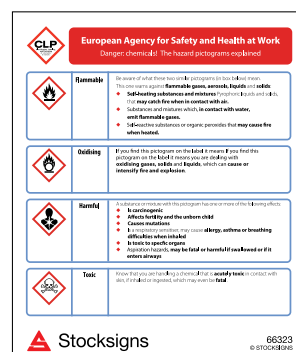 CLP
European Agency for Safety and Health at Work
Danger: chemicals! The hazard pictograms explained
Flammable
Be aware of what these two similar pictograms (in box below) mean
This one warns against flammable gases, aerosols, liquids and solids:
Self-heating substances and mixtures Pyrophoric liquids and solids,
that may catch fire when in contact with air.
Substances and mixtures which, in contact with water,
emit flammable gases.
Self-reactive substances or organic peroxides that may cause fire
when heated.
Oxidising
If you find this pictogram on the label it means If you find this
pictogram on the label it means you are dealing with
oxidising gases, solids and liquids, which can cause or
intensify fire and explosion.
Harmful
A substance or mixture with this pictogram has one or more of the following effects:
Is carcinogenic
Affects fertility and the unborn child
Causes mutations
Is a respiratory sensitiser, may cause allergy, asthma or breathing
difficulties when inhaled
Is toxic to specific organs
Aspiration hazards, may be fatal or harmful if swallowed or if it
enters airways
Toxic
Know that you are handling a chemical that is acutely toxic in contact with
skin, if inhaled or ingested, which may even be fatal.
Stocksigns
66323
© STOCKSIGNS